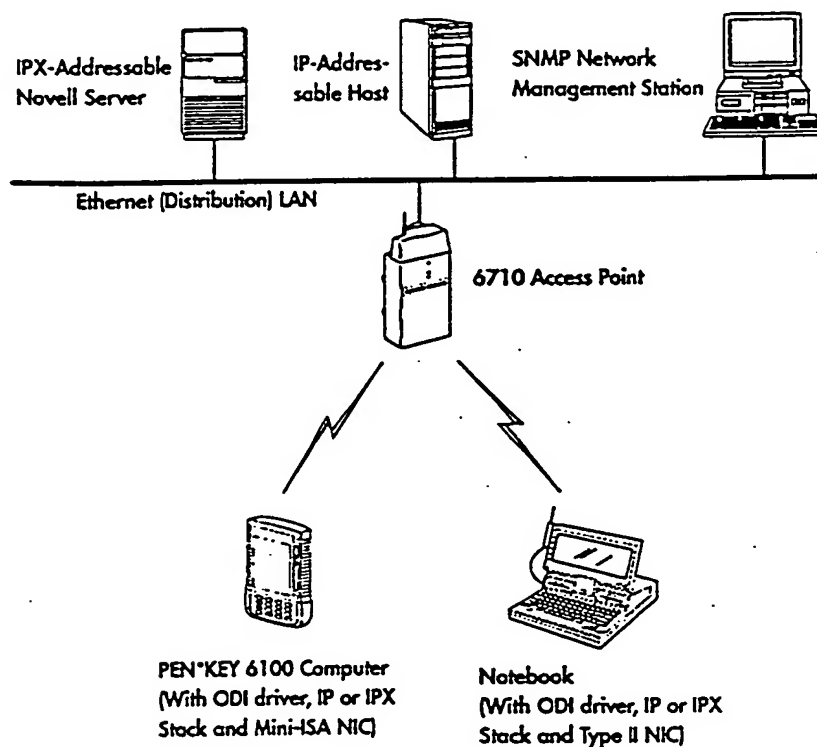 IPX-Addressable
Novell Server
IP-Addres-
sable Host
SNMP Network
Management Station
Ethernet (Distribution) LAN
6710 Access Point
PEN*KEY 6100 Computer
(With ODI driver, IP or IPX
Stack and Mini-ISA NIC)
Notebook
(With ODI driver, IP or IPX
Stack and Type II NIC)